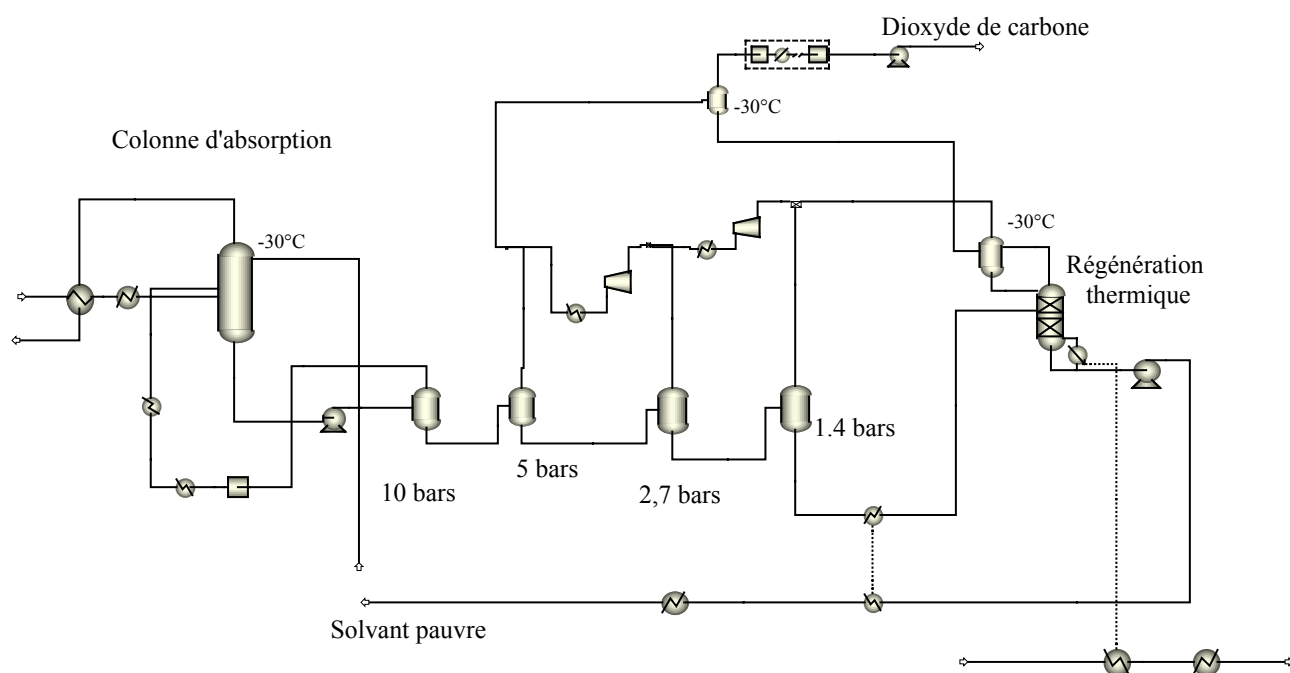 Dioxyde de carbone
-30°C
Colonne d'absorption
-30°C
-30°C
Régénération
thermique
1.4 bars
5 bars
10 bars
2,7 bars
Solvant pauvre